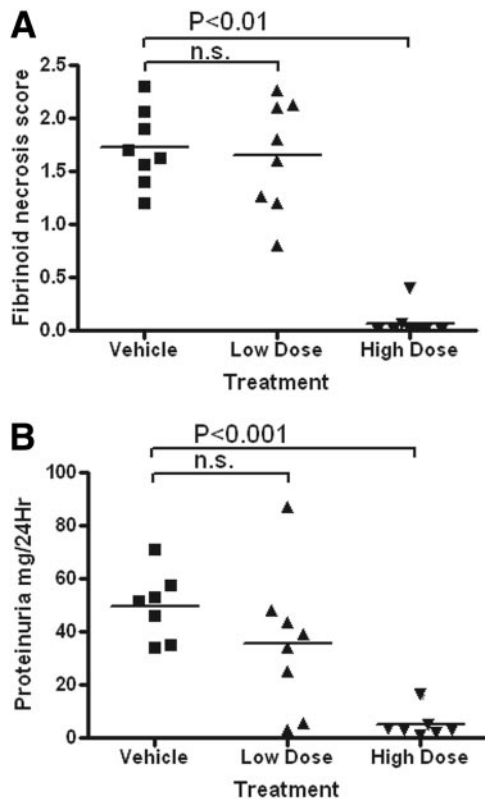 A
P<0.01
n.s.
2.5
2.0
1.5
1.0
0.5
0.0
Fibrinoid necrosis score
Vehicle Low Dose High Dose
Treatment
B
P<0.001
n.s.
100
80
60
40
20
0
Proteinuria mg/24Hr
Vehicle Low Dose High Dose
Treatment